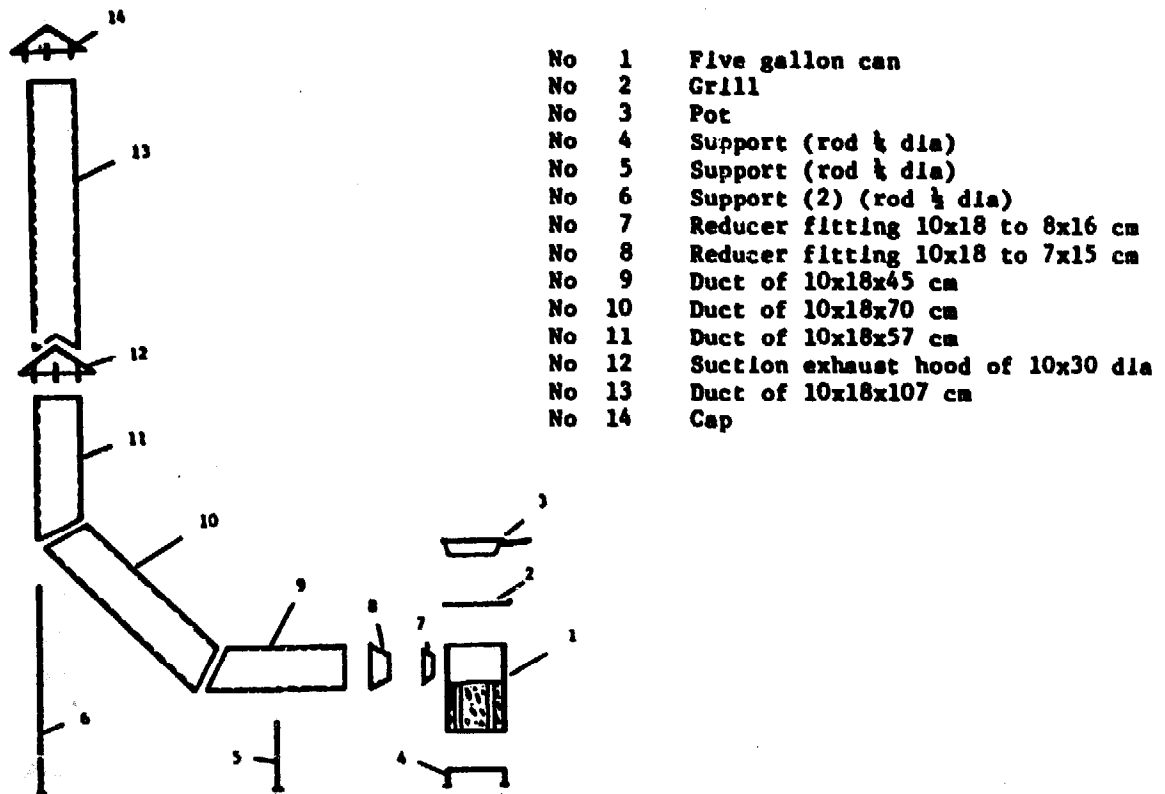 No 1 Five gallon can
No 2 Grill
No 3 Pot
No 4 Support (rod ¼ dia)
No 5 Support (rod ¼ dia)
No 6 Support (2) (rod ½ dia)
No 7 Reducer fitting 10x18 to 8x16 cm
No 8 Reducer fitting 10x18 to 7x15 cm
No 9 Duct of 10x18x45 cm
No 10 Duct of 10x18x70 cm
No 11 Duct of 10x18x57 cm
No 12 Suction exhaust hood of 10x30 dia
No 13 Duct of 10x18x107 cm
No 14 Cap
14
13
12
11
10
3
9
2
8
7
1
6
5
4